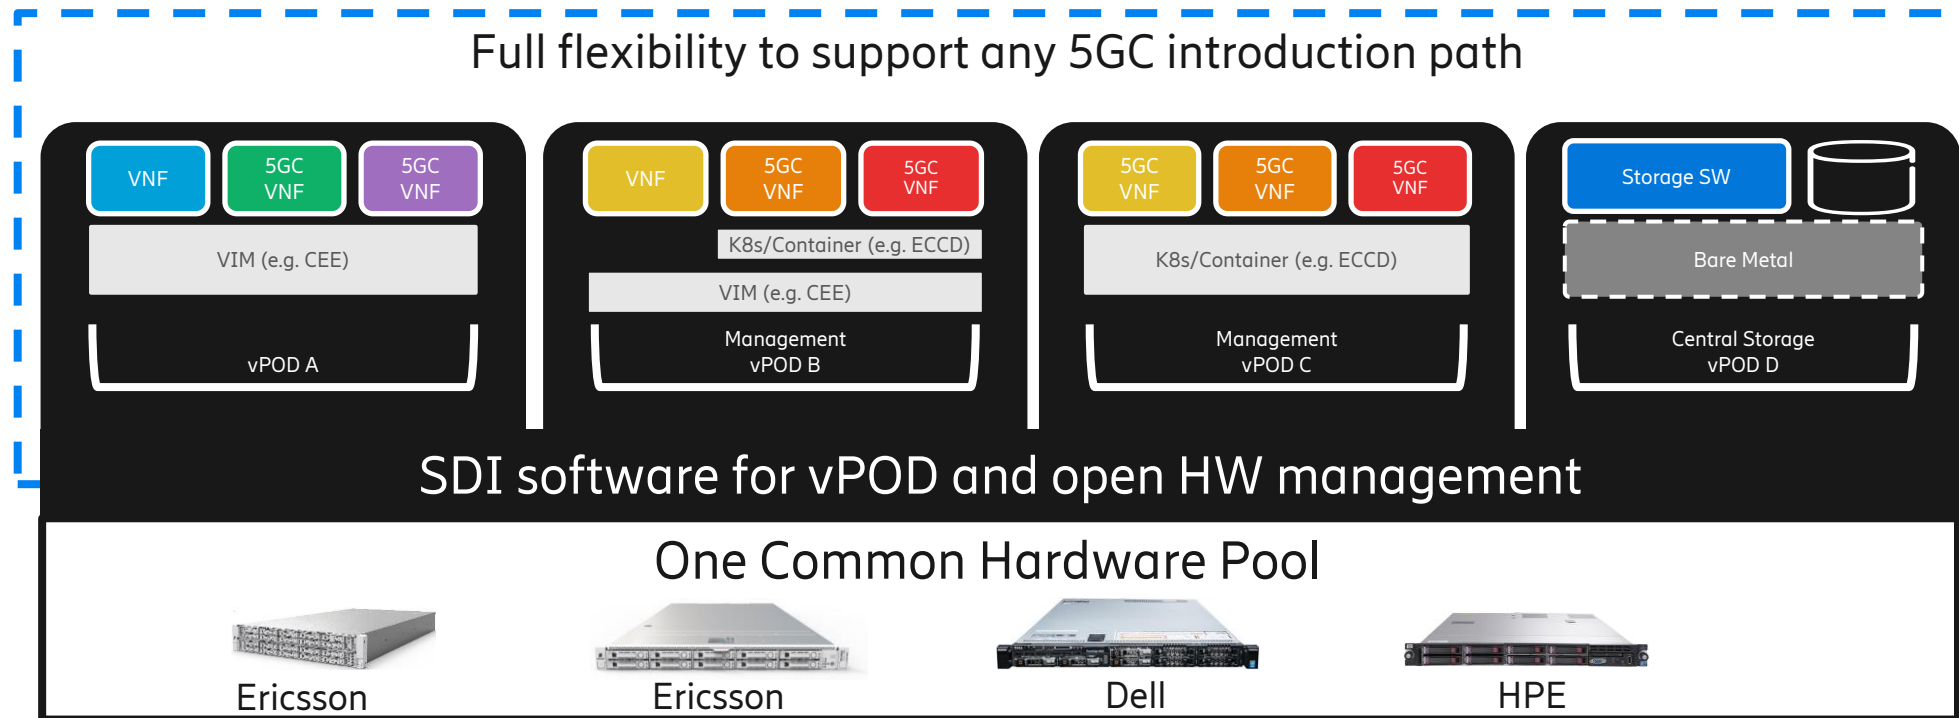 Full flexibility to support any 5GC introduction path
VNF
5GC
VNF
5GC
VNF
VIM (e.g. CEE)
vPOD A
VNF
5GC
VNF
5GC
VNF
K8s/Container (e.g. ECCD)
VIM (e.g. CEE)
Management
vPOD B
5GC
VNF
5GC
VNF
5GC
VNF
K8s/Container (e.g. ECCD)
Management
vPOD C
Storage SW
Bare Metal
Central Storage
vPOD D
SDI software for vPOD and open HW management
One Common Hardware Pool
Ericsson
Ericsson
Dell
HPE